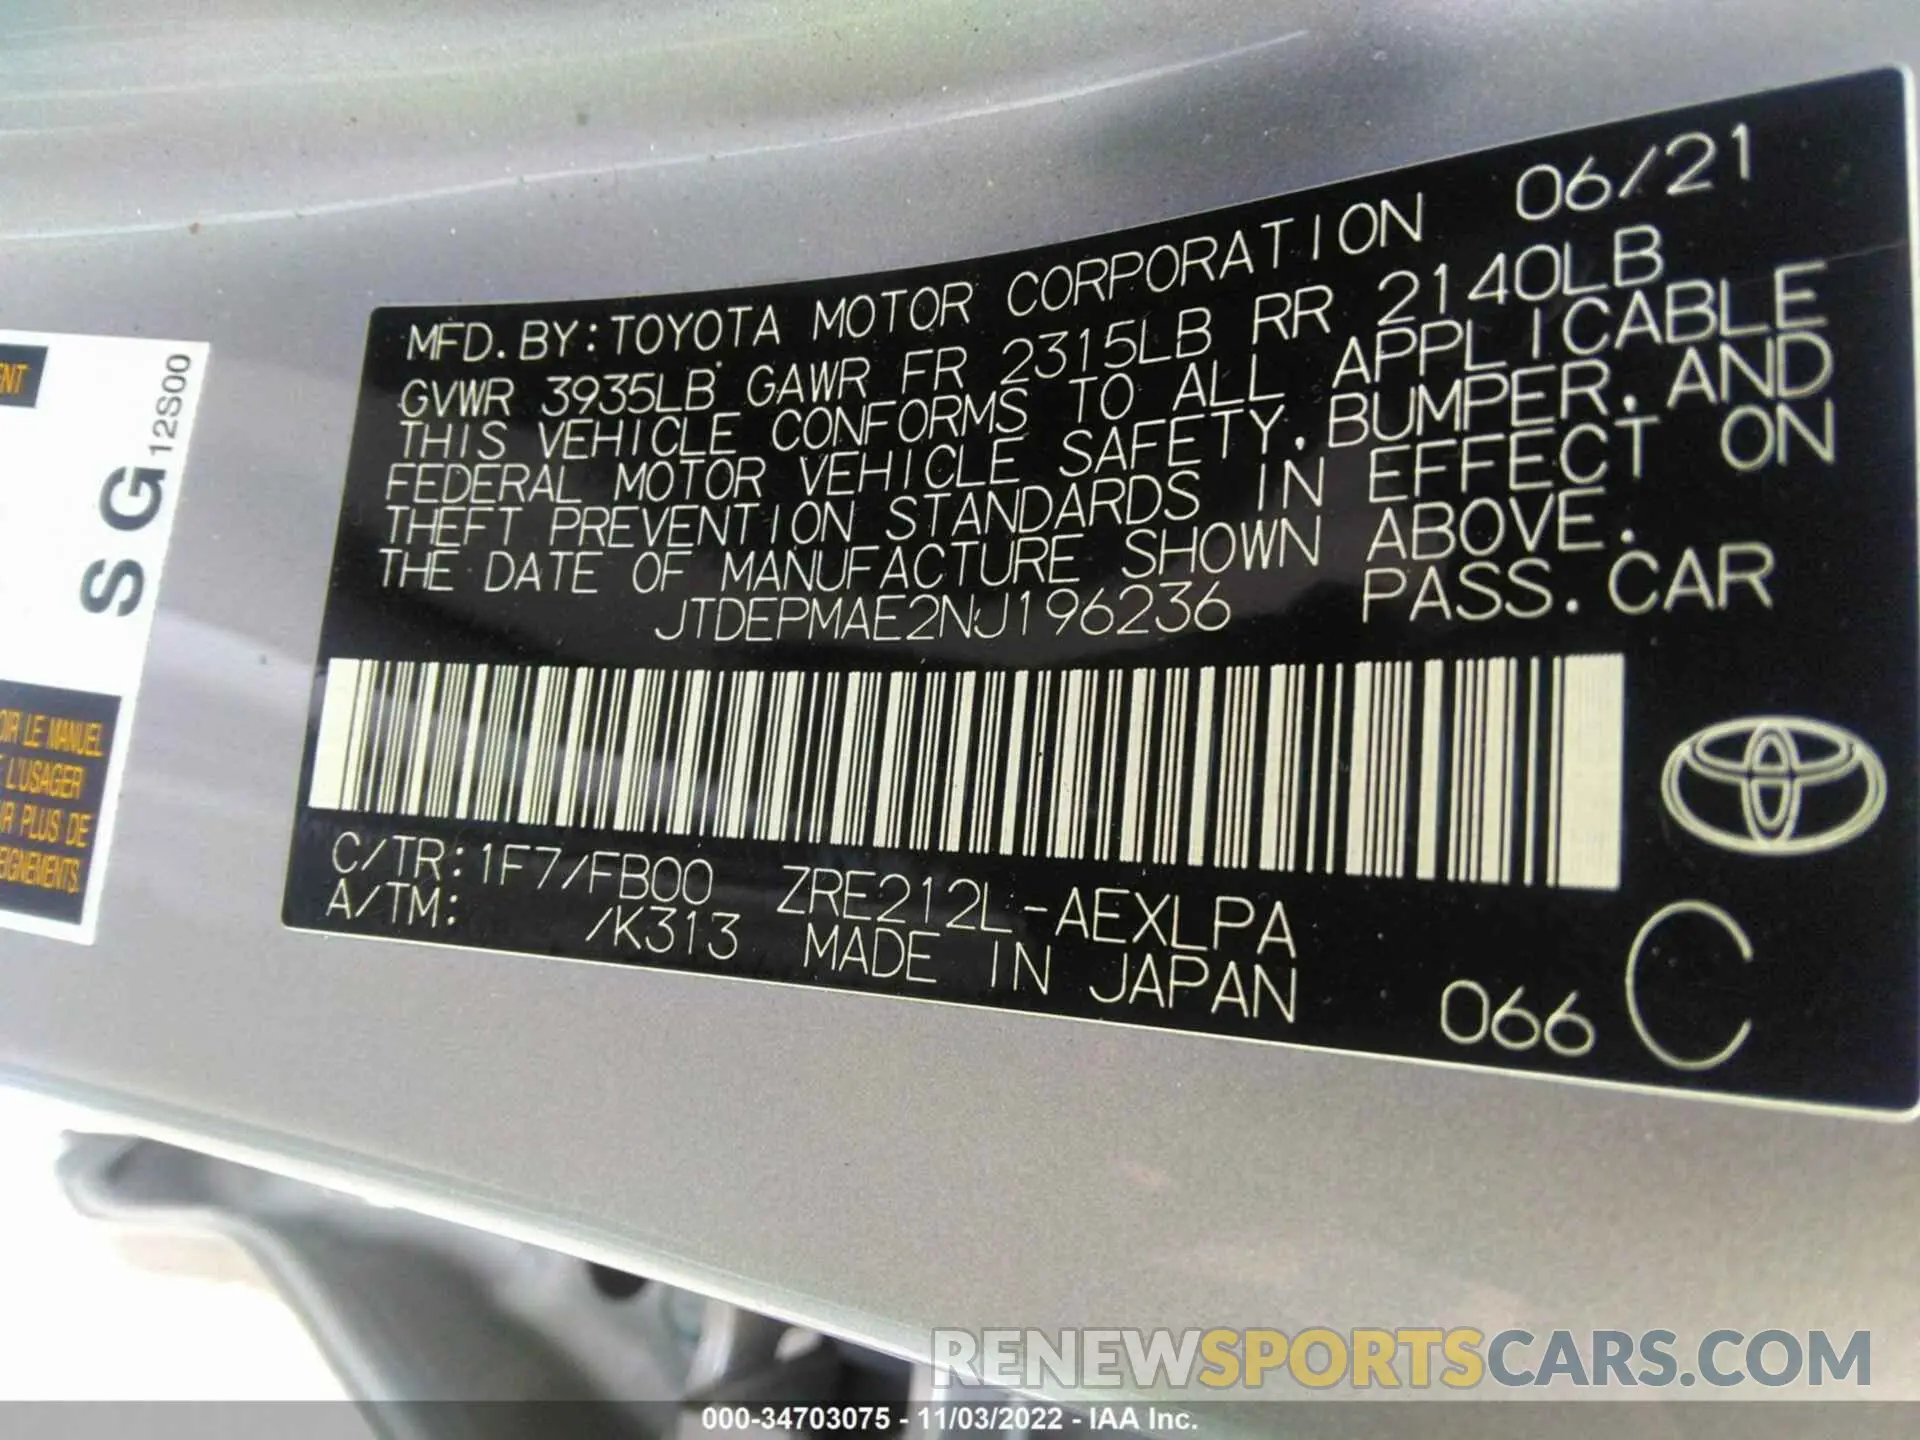 06/21
MFD. BY: TOYOTA MOTOR CORPORATION
GVWR 3935LB GAWR FR 2315LB RR 2140LB
THIS VEHICLE CONFORMS TO ALL APPLICABLE
FEDERAL MOTOR VEHICLE SAFETY, BUMPER, AND
THEFT PREVENTION STANDARDS IN EFFECT ON
THE DATE OF MANUFACTURE SHOWN ABOVE.
JTDEPMAE2NJ196236 PASS. CAR
C/TR: 1F7/FB00 ZRE212L-AEXLPA
A/TM: /K313 MADE IN JAPAN
066 C
SG 12S00
LE MANUEL
L'USAGER
PLUS DE
RENEWSPORTSCARS.COM
000-34703075 - 11/03/2022 - IAA Inc.